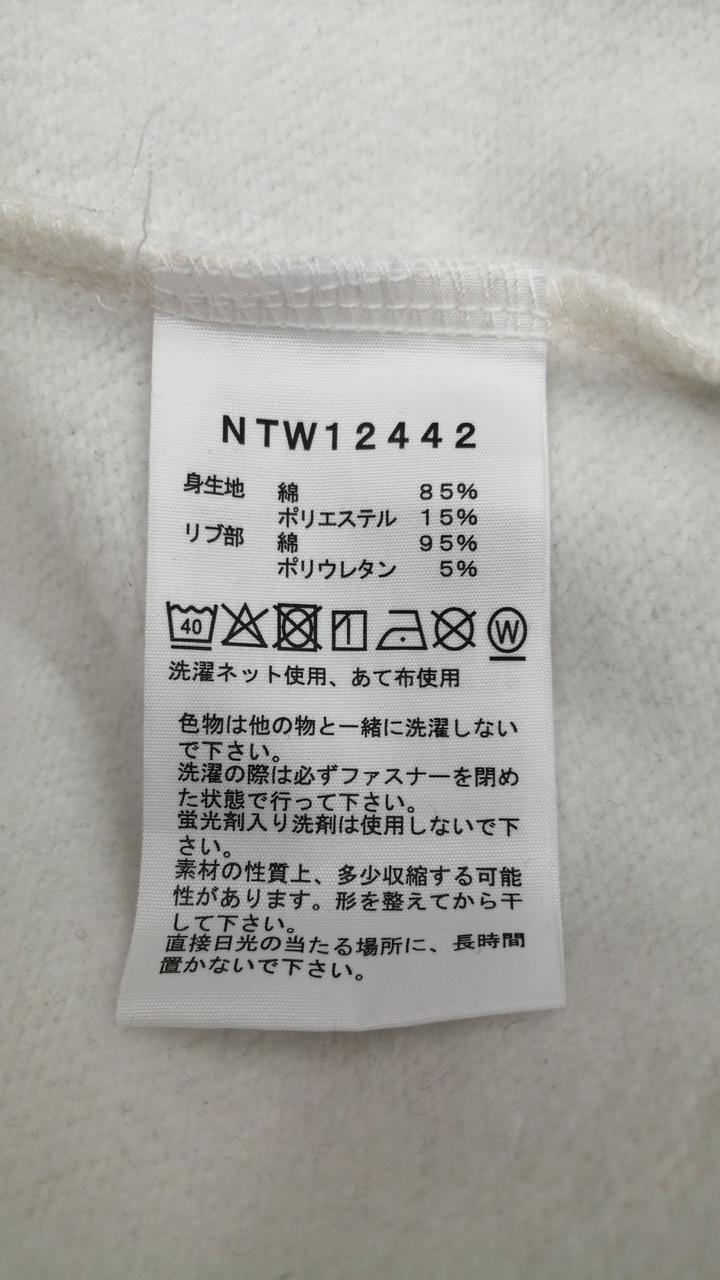 NTW12442
身生地 綿 85%
ポリエステル 15%
リブ部 綿 95%
ポリウレタン 5%
40 W
洗濯ネット使用、あて布使用
色物は他の物と一緒に洗濯しない
で下さい。
洗濯の際は必ずファスナーを閉め
た状態で行って下さい。
蛍光剤入り洗剤は使用しないで下
さい。
素材の性質上、多少収縮する可能
性があります。形を整えてから干
して下さい。
直接日光の当たる場所に、長時間
置かないで下さい。